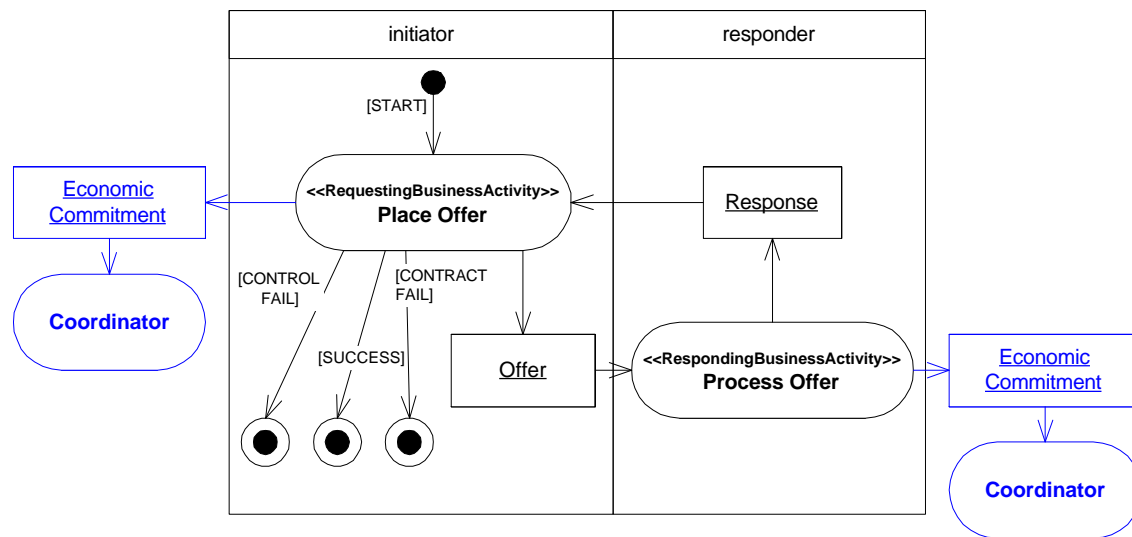 initiator
responder
[START]
Economic
Commitment
<<RequestingBusinessActivity>>
Place Offer
Response
[CONTROL
FAIL]
[CONTRACT
FAIL]
Coordinator
[SUCCESS]
Offer
<<RespondingBusinessActivity>>
Process Offer
Economic
Commitment
Coordinator